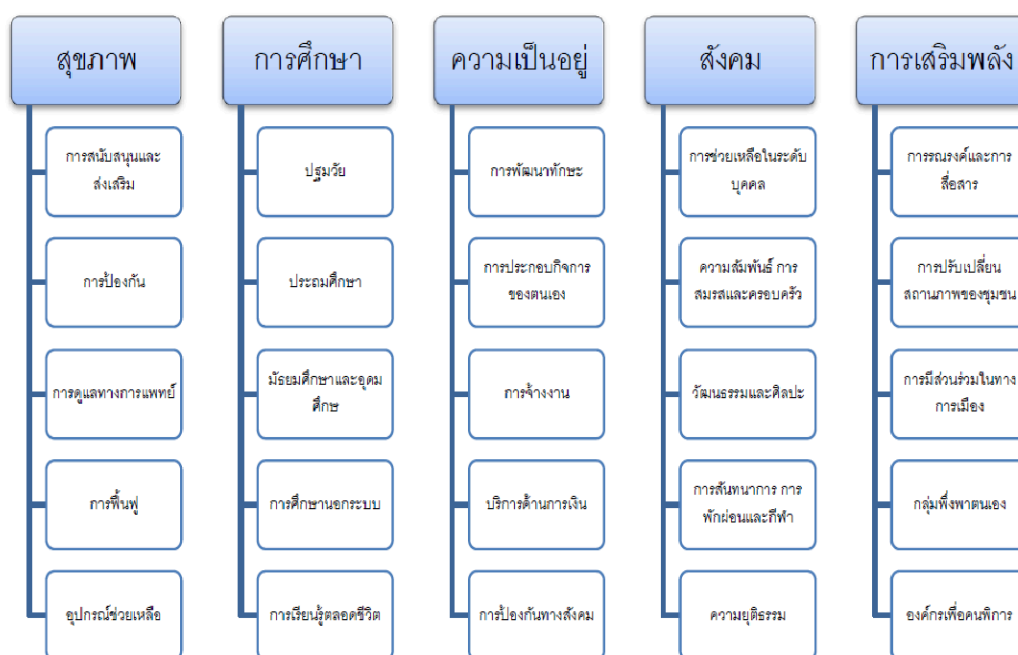 สุขภาพ
การสนับสนุนและ
ส่งเสริม
การป้องกัน
การดูแลทางการแพทย์
การฟื้นฟู
อุปกรณ์ช่วยเหลือ
การศึกษา
ปฐมวัย
ประถมศึกษา
มัธยมศึกษาและอุดม
ศึกษ
การศึกษานอกระบบ
การเรียนรู้ตลอดชีวิต
ความเป็นอยู่
การพัฒนาทักษะ
การประกอบกิจการ
ของตนเอง
การจ้างงาน
บริการด้านการเงิน
การป้องกันทางสังคม
สังคม
การช่วยเหลือในระดับ
บุคคล
ความสัมพันธ์ การ
สมรสและครอบครัว
วัฒนธรรมและศิลปะ
การสันทนาการ การ
พักผ่อนและกีฬา
ความยุติธรรม
การเสริมพลัง
การรณรงค์และการ
สื่อสาร
การปรับเปลี่ยน
สถานภาพของชุมชน
การมีส่วนร่วมในทาง
การเมือง
กลุ่มพึ่งพาตนเอง
องค์กรเพื่อคนพิการ